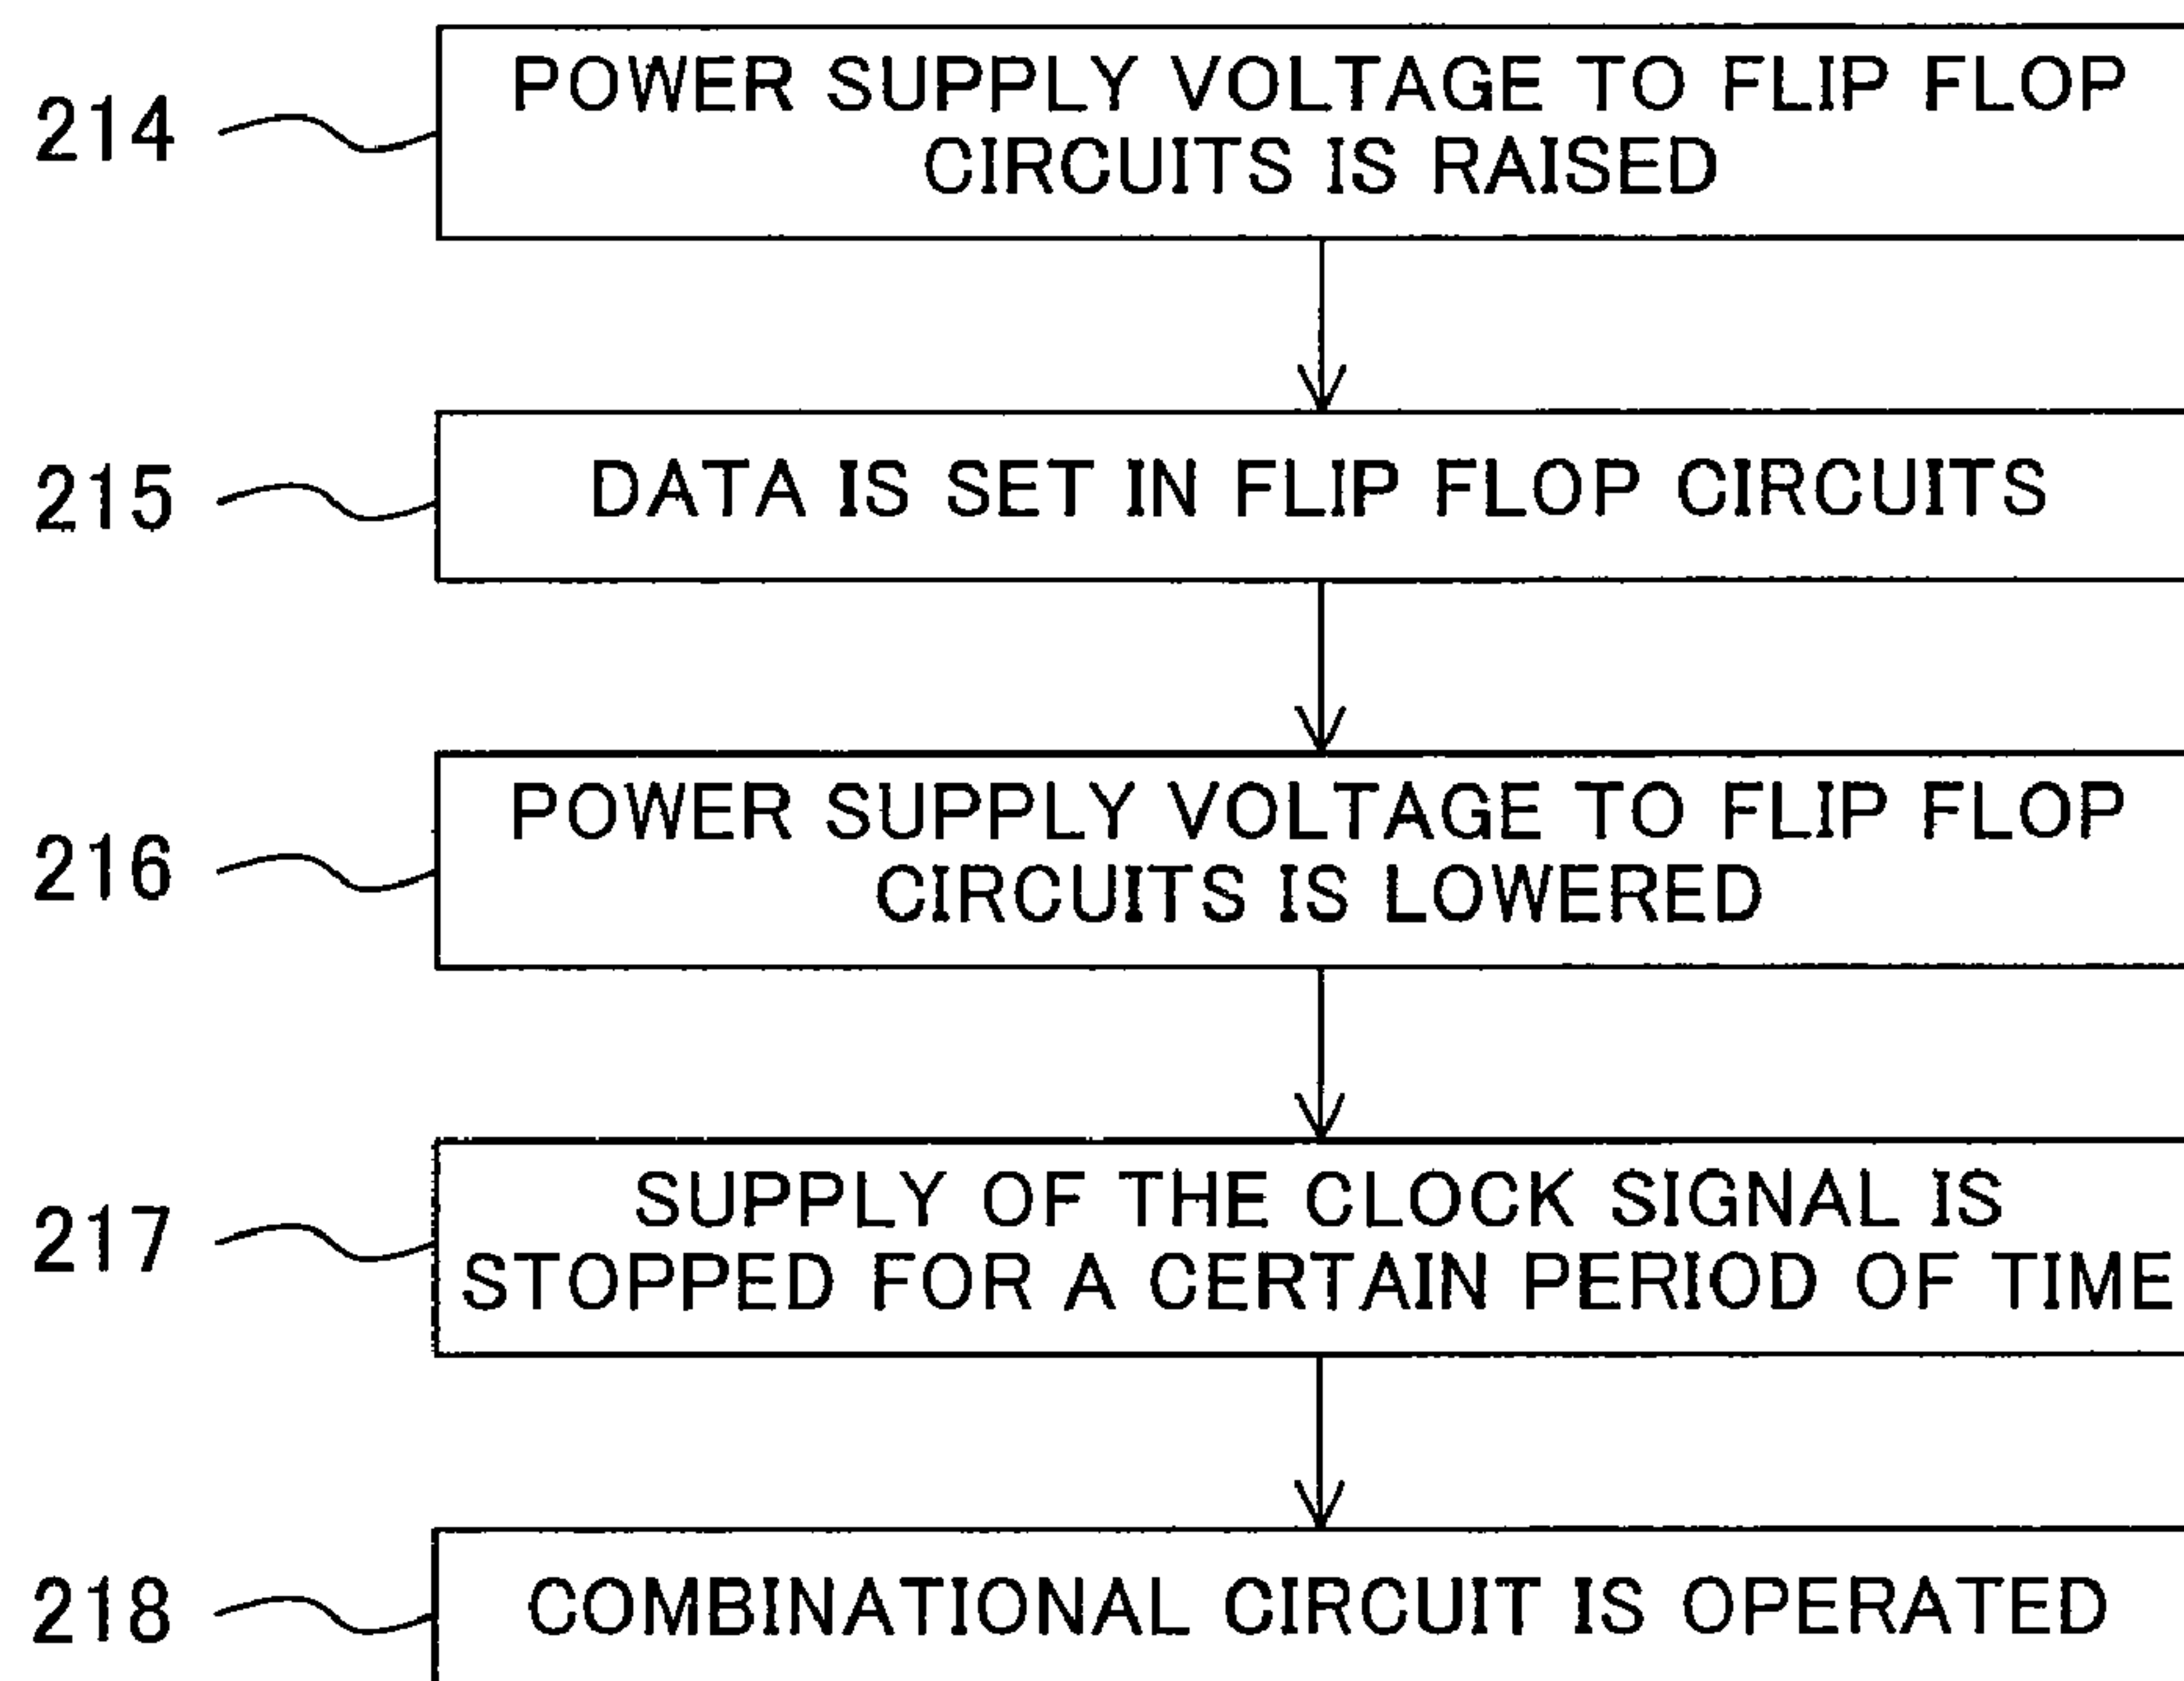 214
POWER SUPPLY VOLTAGE TO FLIP FLOP
CIRCUITS IS RAISED
215
DATA IS SET IN FLIP FLOP CIRCUITS
216
POWER SUPPLY VOLTAGE TO FLIP FLOP
CIRCUITS IS LOWERED
217
SUPPLY OF THE CLOCK SIGNAL IS
STOPPED FOR A CERTAIN PERIOD OF TIME
218
COMBINATIONAL CIRCUIT IS OPERATED